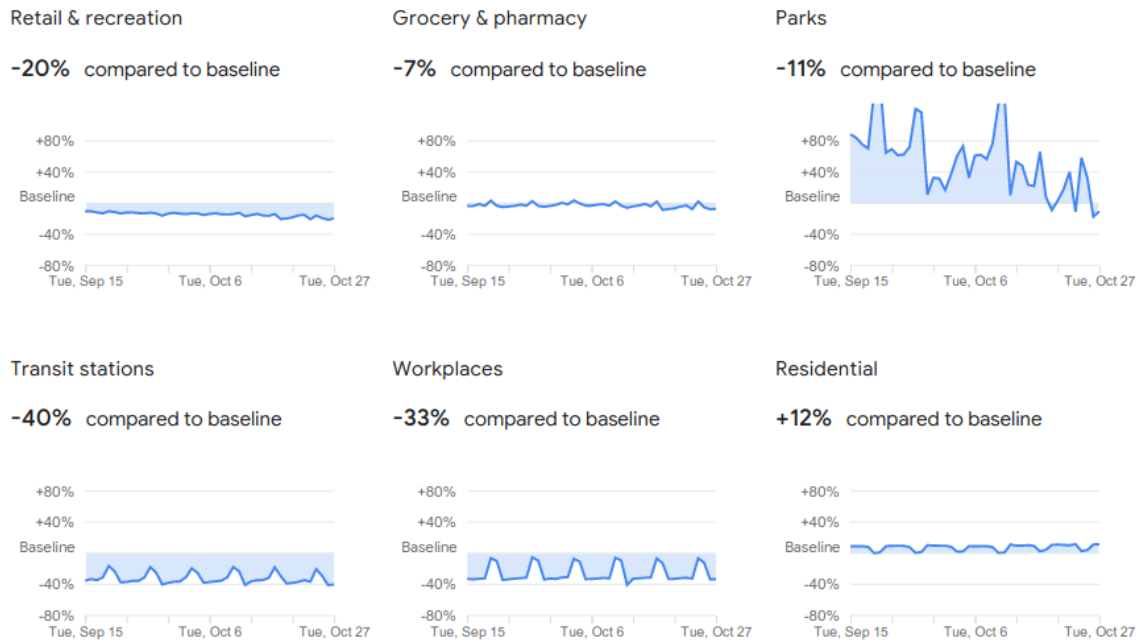 Retail & recreation
-20% compared to baseline
+80%
+40%
Baseline
-40%
-80%
Tue, Sep 15 Tue, Oct 6 Tue, Oct 27
Grocery & pharmacy
-7% compared to baseline
+80%
+40%
Baseline
-40%
-80%
Tue, Sep 15 Tue, Oct 6 Tue, Oct 27
Parks
-11% compared to baseline
+80%
+40%
Baseline
-40%
-80%
Tue, Sep 15 Tue, Oct 6 Tue, Oct 27
Transit stations
-40% compared to baseline
+80%
+40%
Baseline
-40%
-80%
Tue, Sep 15 Tue, Oct 6 Tue, Oct 27
Workplaces
-33% compared to baseline
+80%
+40%
Baseline
-40%
-80%
Tue, Sep 15 Tue, Oct 6 Tue, Oct 27
Residential
+12% compared to baseline
+80%
+40%
Baseline
-40%
-80%
Tue, Sep 15 Tue, Oct 6 Tue, Oct 27